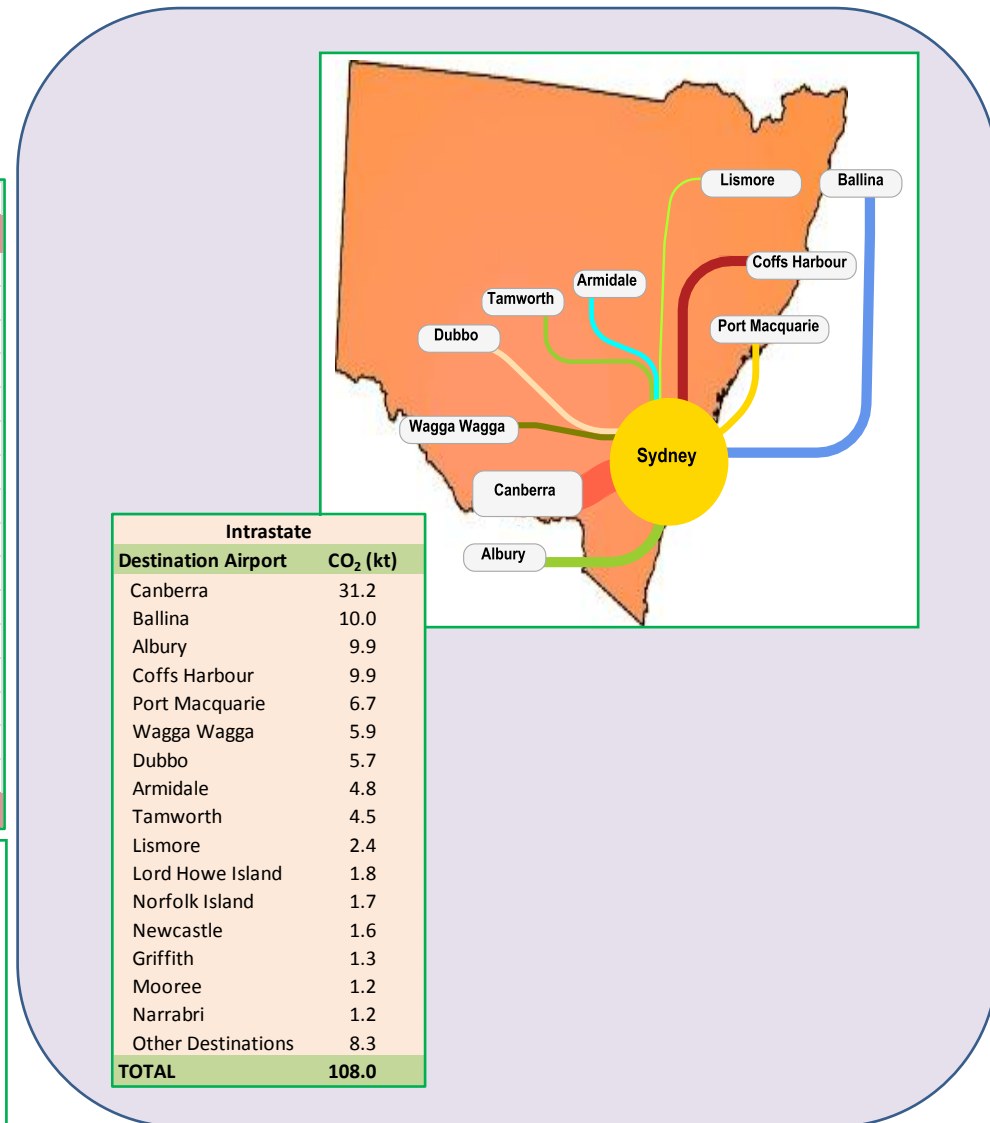 Lismore
Ballina
Coffs Harbour
Armidale
Tamworth
Port Macquarie
Dubbo
Wagga Wagga
Sydney
Canberra
Albury
Intrastate
Destination Airport CO₂ (kt)
Canberra 31.2
Ballina 10.0
Albury 9.9
Coffs Harbour 9.9
Port Macquarie 6.7
Wagga Wagga 5.9
Dubbo 5.7
Armidale 4.8
Tamworth 4.5
Lismore 2.4
Lord Howe Island 1.8
Norfolk Island 1.7
Newcastle 1.6
Griffith 1.3
Mooree 1.2
Narrabri 1.2
Other Destinations 8.3
TOTAL 108.0